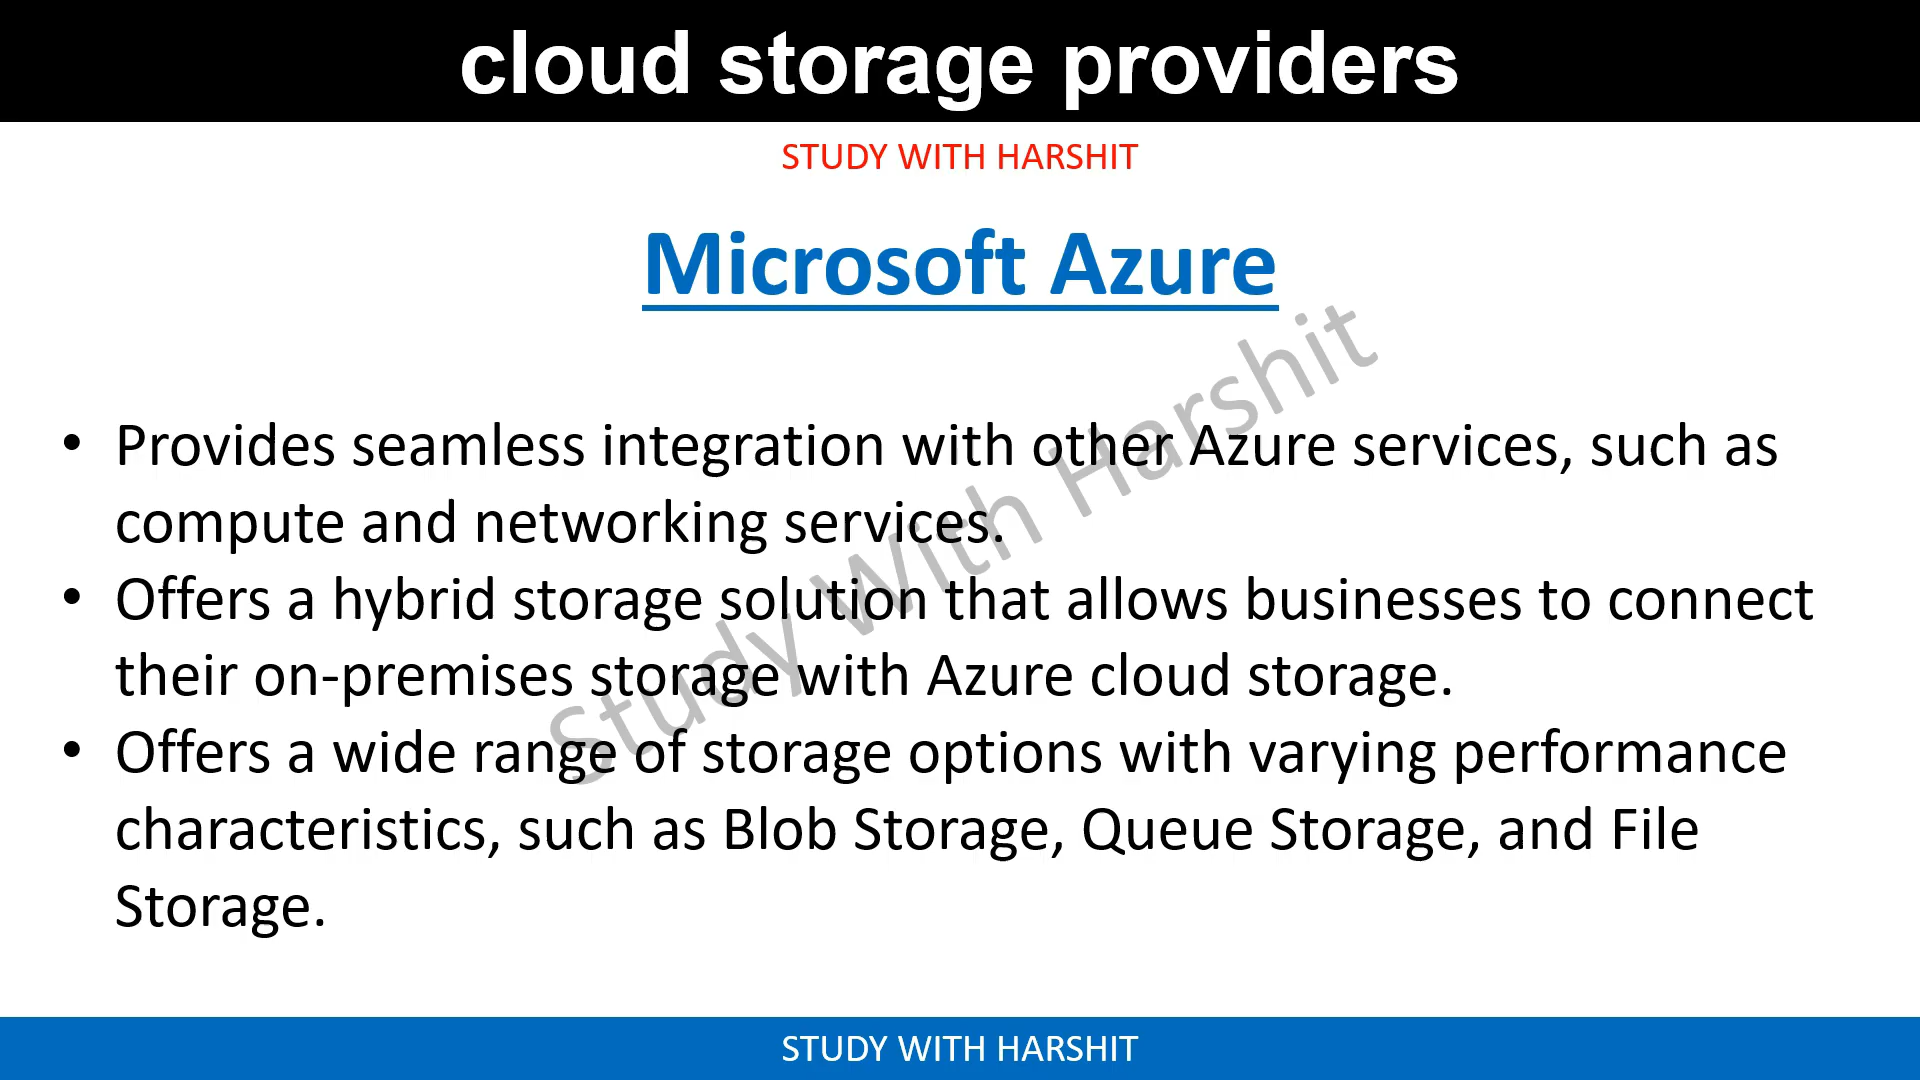 cloud storage providers
STUDY WITH HARSHIT
Microsoft Azure
• Provides seamless integration with other Azure services, such as
compute and networking services.
• Offers a hybrid storage solution that allows businesses to connect
their on-premises storage with Azure cloud storage.
• Offers a wide range of storage options with varying performance
characteristics, such as Blob Storage, Queue Storage, and File
Storage.
Study With Harshit
STUDY WITH HARSHIT